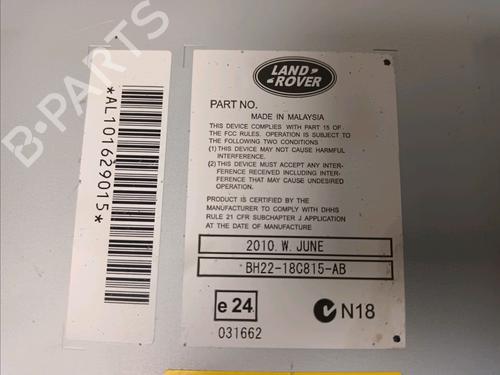 B-PARTS
*AL101629015*
LAND
ROVER
PART NO.
MADE IN MALAYSIA
THIS DEVICE COMPLIES WITH PART 15 OF
THE FCC RULES. OPERATION IS SUBJECT TO
THE FOLLOWING TWO CONDITIONS
(1) THIS DEVICE MAY NOT CAUSE HARMFUL
INTERFERENCE.
(2) THIS DEVICE MUST ACCEPT ANY INTER-
FERENCE RECEIVED INCLUDING INTER-
FERENCE THAT MAY CAUSE UNDESIRED
OPERATION.
PRODUCT IS CERTIFIED BY THE
MANUFACTURER TO COMPLY WITH DHHS
RULE 21 CFR SUBCHAPTER J APPLICATION
AT THE DATE OF MANUFACTURE
2010. W. JUNE
BH22-18C815-AB
e24
N18
031662